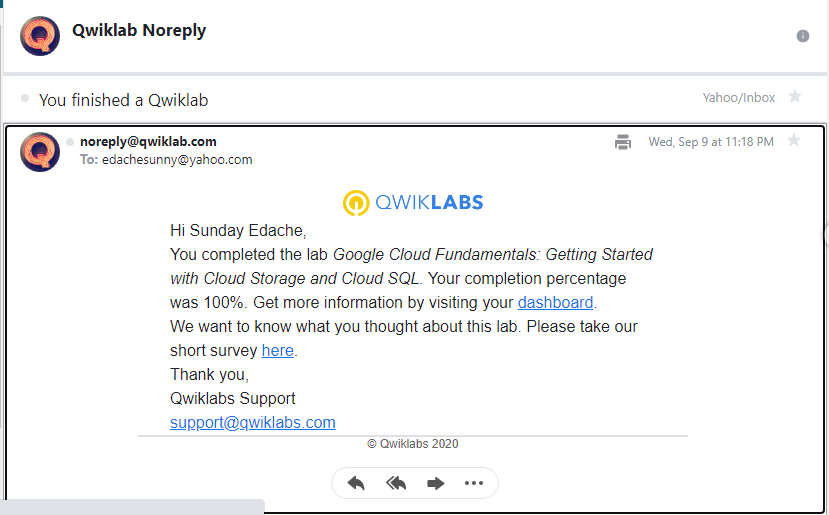 Qwiklab Noreply
You finished a Qwiklab
Yahoo/Inbox
noreply@qwiklab.com
Wed, Sep 9 at 11:18 PM
To: edachesunny@yahoo.com
QWIKLABS
Hi Sunday Edache,
You completed the lab Google Cloud Fundamentals: Getting Started
with Cloud Storage and Cloud SQL. Your completion percentage
was 100%. Get more information by visiting your dashboard.
We want to know what you thought about this lab. Please take our
short survey here.
Thank you,
Qwiklabs Support
support@qwiklabs.com
© Qwiklabs 2020